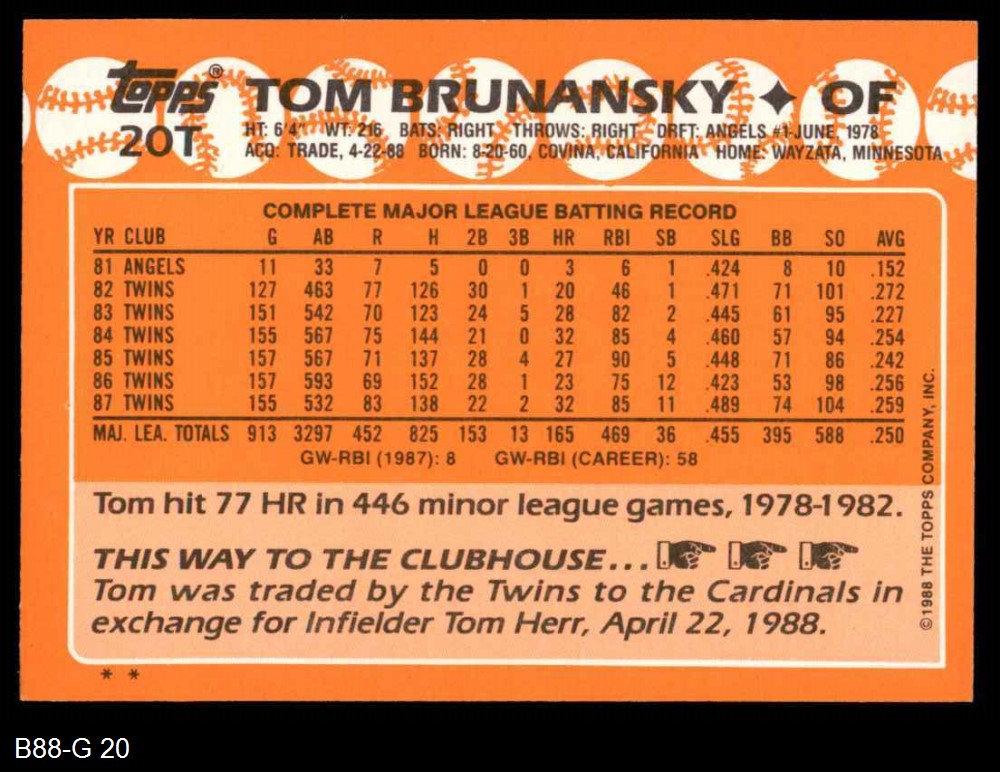 topps® TOM BRUNANSKY ✦ OF
20T HT: 6'4" WT: 216 BATS: RIGHT THROWS: RIGHT DRFT: ANGELS #1-JUNE, 1978
ACQ: TRADE, 4-22-88 BORN: 8-20-60, COVINA, CALIFORNIA HOME: WAYZATA, MINNESOTA
COMPLETE MAJOR LEAGUE BATTING RECORD
YR CLUB G AB R H 2B 3B HR RBI SB SLG BB SO AVG
81 ANGELS 11 33 7 5 0 0 3 6 1 .424 8 10 .152
82 TWINS 127 463 77 126 30 1 20 46 1 .471 71 101 .272
83 TWINS 151 542 70 123 24 5 28 82 2 .445 61 95 .227
84 TWINS 155 567 75 144 21 0 32 85 4 .460 57 94 .254
85 TWINS 157 567 71 137 28 4 27 90 5 .448 71 86 .242
86 TWINS 157 593 69 152 28 1 23 75 12 .423 53 98 .256
87 TWINS 155 532 83 138 22 2 32 85 11 .489 74 104 .259
MAJ. LEA. TOTALS 913 3297 452 825 153 13 165 469 36 .455 395 588 .250
GW-RBI (1987): 8 GW-RBI (CAREER): 58
Tom hit 77 HR in 446 minor league games, 1978-1982.
THIS WAY TO THE CLUBHOUSE...
Tom was traded by the Twins to the Cardinals in
exchange for Infielder Tom Herr, April 22, 1988.
©1988 THE TOPPS COMPANY, INC.
* *
B88-G 20